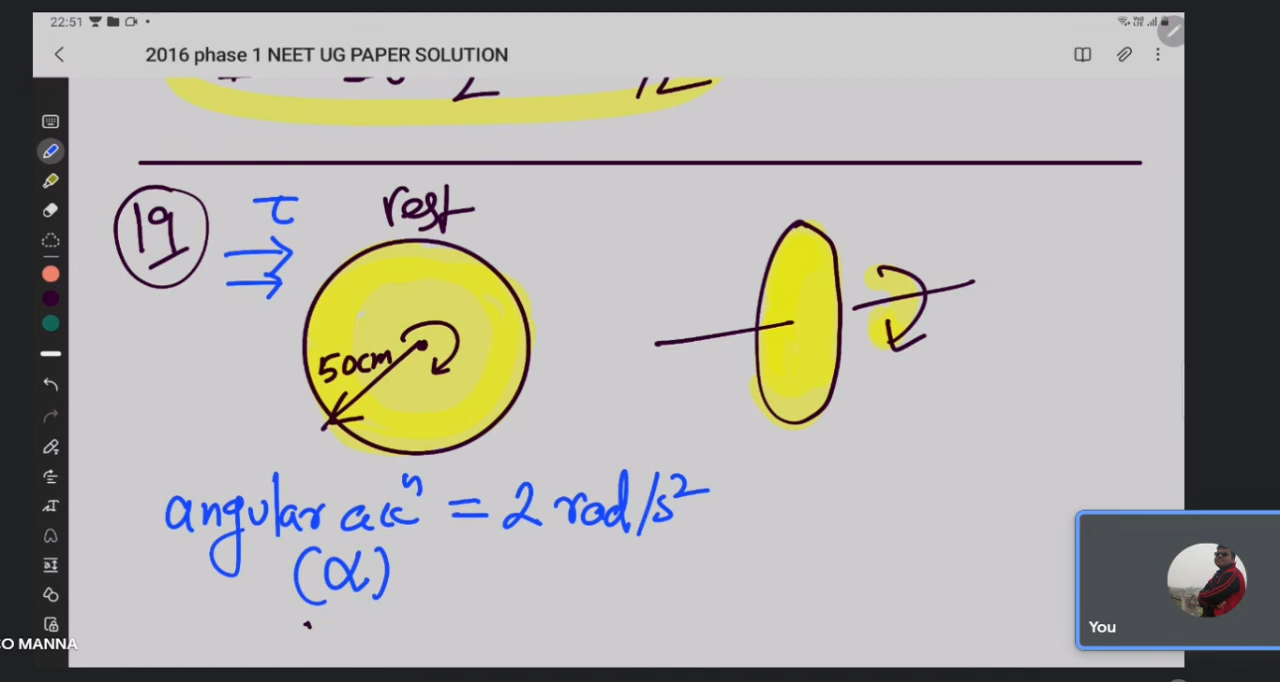 22:51
2016 phase 1 NEET UG PAPER SOLUTION
19
τ
rest
50cm
angular accⁿ = 2 rad/s²
(α)
You
CO MANNA